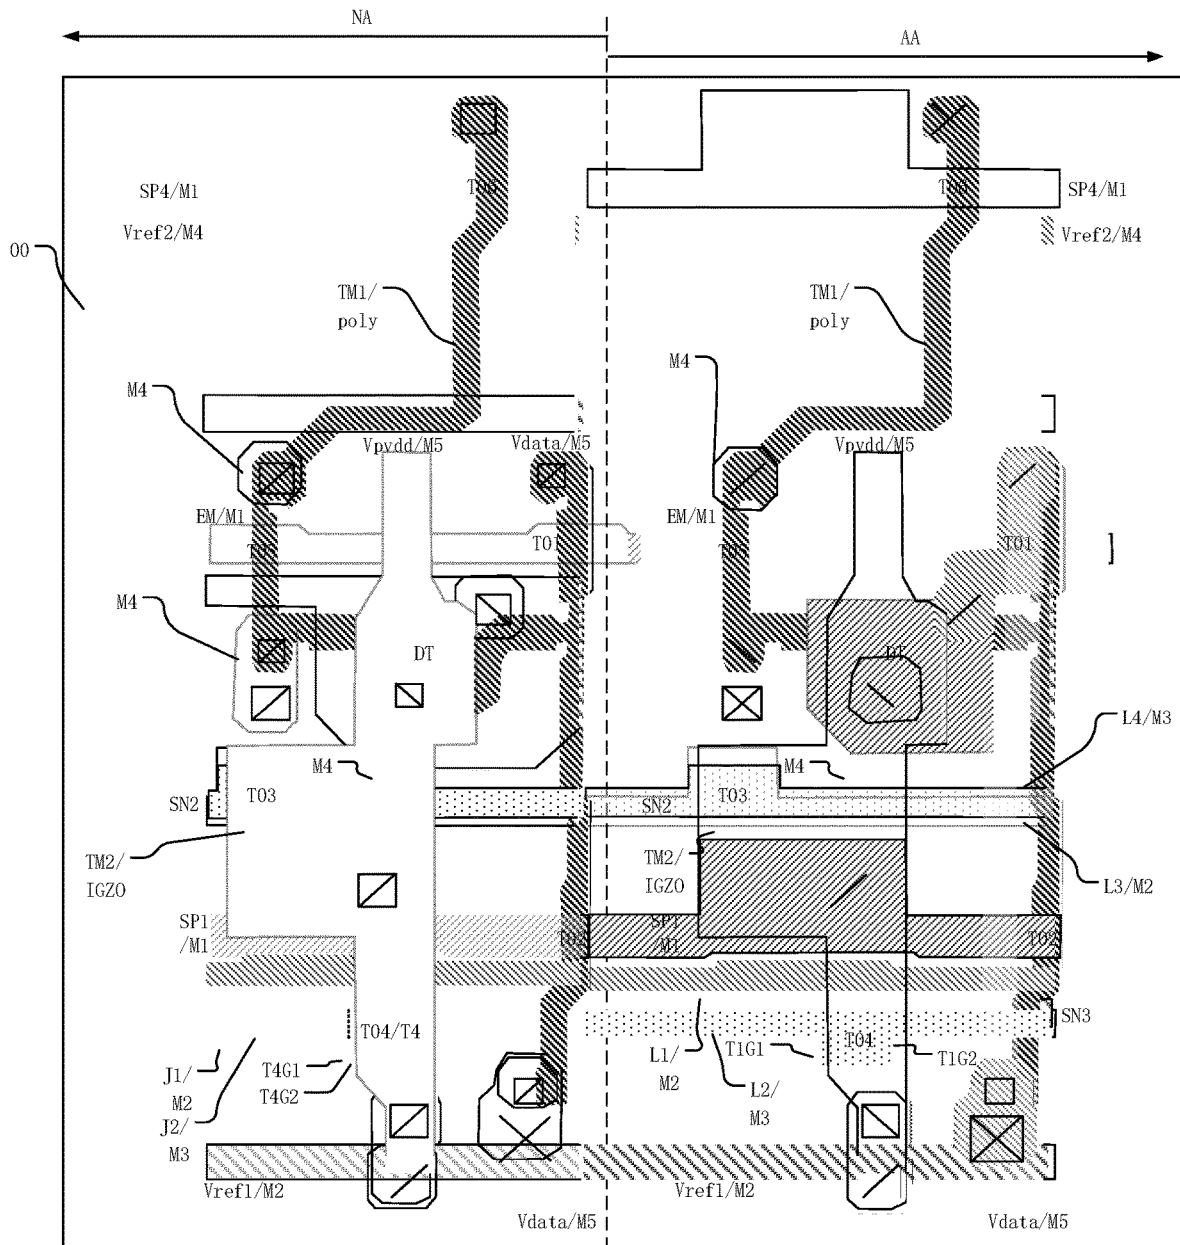 NA
AA
SP4/M1
T06
T06
SP4/M1
Vref2/M4
Vref2/M4
00
TM1/
poly
TM1/
poly
M4
M4
Vpvdd/M5
Vdata/M5
Vpvdd/M5
EM/M1
EM/M1
T05
T01
T05
T01
M4
DT
DT
L4/M3
M4
M4
SN2
T03
SN2
T03
TM2/
IGZO
TM2/
IGZO
L3/M2
SP1
/M1
SP1
/M1
T02
T02
SN3
T04/T4
T04
T4G1
T4G2
T1G1
T1G2
J1/
M2
L1/
M2
J2/
M3
L2/
M3
Vref1/M2
Vref1/M2
Vdata/M5
Vdata/M5